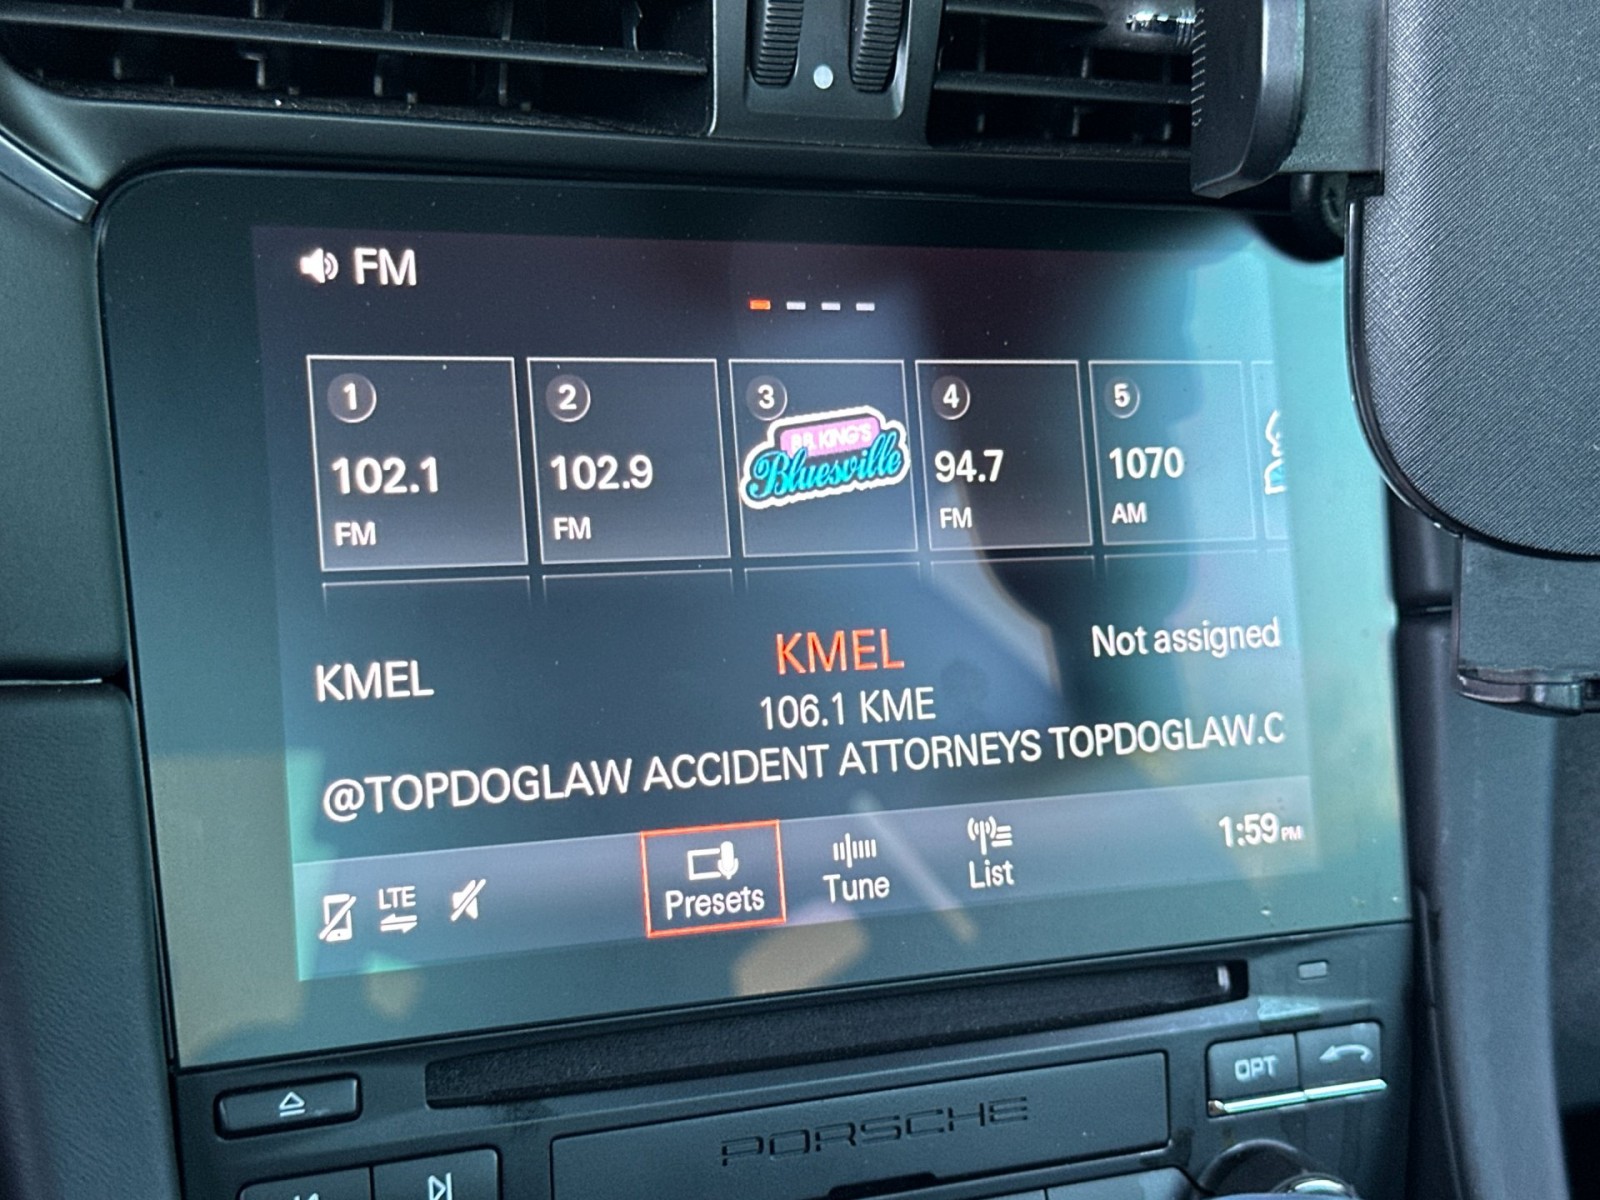 FM
1
2
3
4
5
102.1
FM
102.9
FM
B.B. KING'S
Bluesville
94.7
FM
1070
AM
KMEL
KMEL
Not assigned
106.1 KME
@TOPDOGLAW ACCIDENT ATTORNEYS TOPDOGLAW.C
LTE
Presets
Tune
List
1:59 PM
OPT
PORSCHE